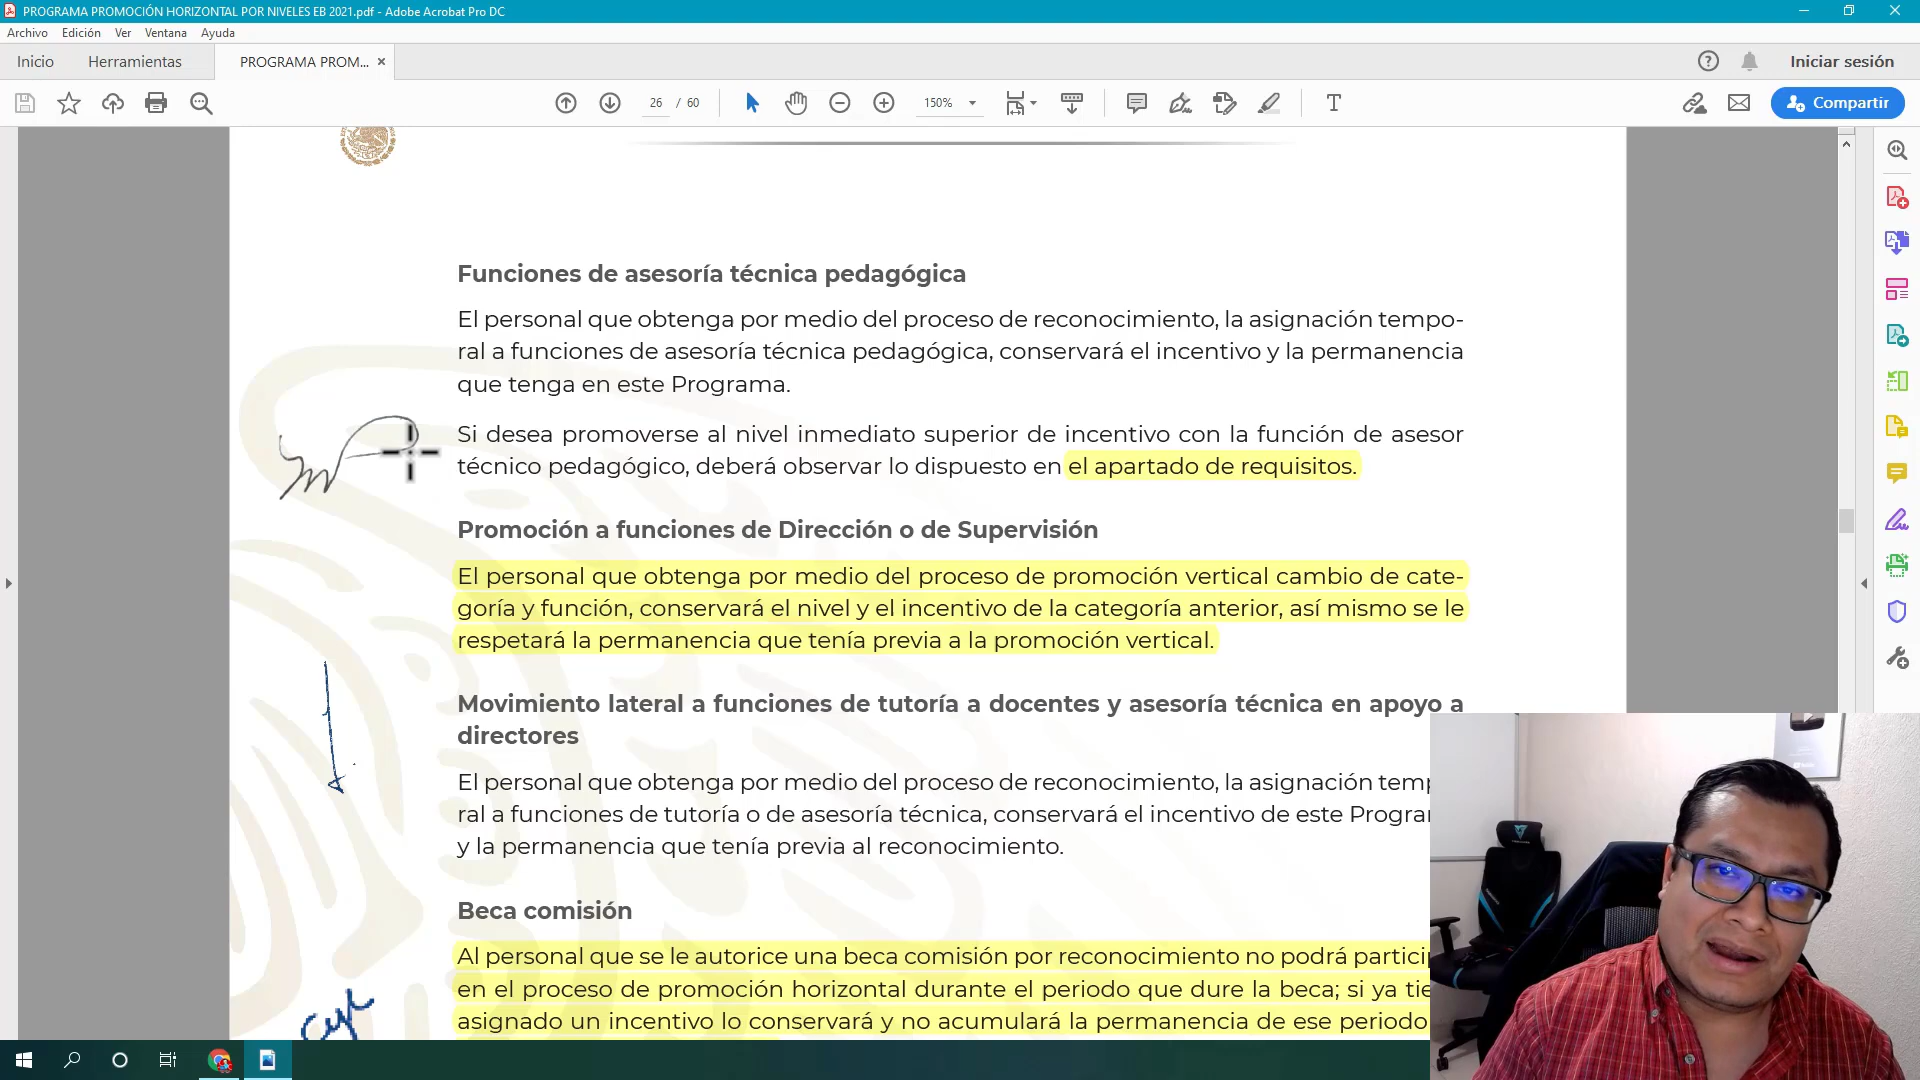 PROGRAMA PROMOCIÓN HORIZONTAL POR NIVELES EB 2021.pdf - Adobe Acrobat Pro DC
Archivo Edición Ver Ventana Ayuda
Inicio Herramientas PROGRAMA PROM... × Iniciar sesión
26 / 60 150% Compartir
Funciones de asesoría técnica pedagógica
El personal que obtenga por medio del proceso de reconocimiento, la asignación tempo-
ral a funciones de asesoría técnica pedagógica, conservará el incentivo y la permanencia
que tenga en este Programa.
Si desea promoverse al nivel inmediato superior de incentivo con la función de asesor
técnico pedagógico, deberá observar lo dispuesto en el apartado de requisitos.
Promoción a funciones de Dirección o de Supervisión
El personal que obtenga por medio del proceso de promoción vertical cambio de cate-
goría y función, conservará el nivel y el incentivo de la categoría anterior, así mismo se le
respetará la permanencia que tenía previa a la promoción vertical.
Movimiento lateral a funciones de tutoría a docentes y asesoría técnica en apoyo a
directores
El personal que obtenga por medio del proceso de reconocimiento, la asignación temp
ral a funciones de tutoría o de asesoría técnica, conservará el incentivo de este Progra
y la permanencia que tenía previa al reconocimiento.
Beca comisión
Al personal que se le autorice una beca comisión por reconocimiento no podrá particip
en el proceso de promoción horizontal durante el periodo que dure la beca; si ya tie
asignado un incentivo lo conservará y no acumulará la permanencia de ese periodo